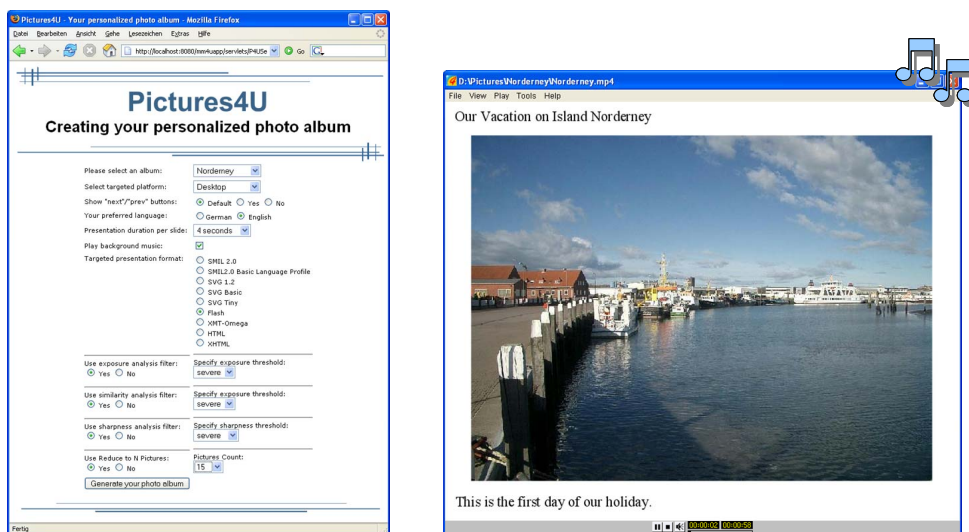 Pictures4U - Your personalized photo album - Mozilla Firefox
Datei Bearbeiten Ansicht Gehe Lesezeichen Extras Hilfe
http://localhost:8080/mm4uapp/servlets/P4USe Go
Pictures4U
Creating your personalized photo album
Please select an album: Norderney
Select targeted platform: Desktop
Show "next"/"prev" buttons: Default Yes No
Your preferred language: German English
Presentation duration per slide: 4 seconds
Play background music:
Targeted presentation format: SMIL 2.0
SMIL2.0 Basic Language Profile
SVG 1.2
SVG Basic
SVG Tiny
Flash
XMT-Omega
HTML
XHTML
Use exposure analysis filter: Specify exposure threshold:
Yes No severe
Use similarity analysis filter: Specify exposure threshold:
Yes No severe
Use sharpness analysis filter: Specify sharpness threshold:
Yes No severe
Use Reduce to N Pictures: Pictures Count:
Yes No 15
Generate your photo album
Fertig
D:\Pictures\Norderney\Norderney.mp4
File View Play Tools Help
Our Vacation on Island Norderney
This is the first day of our holiday.
00:00:02 00:00:58